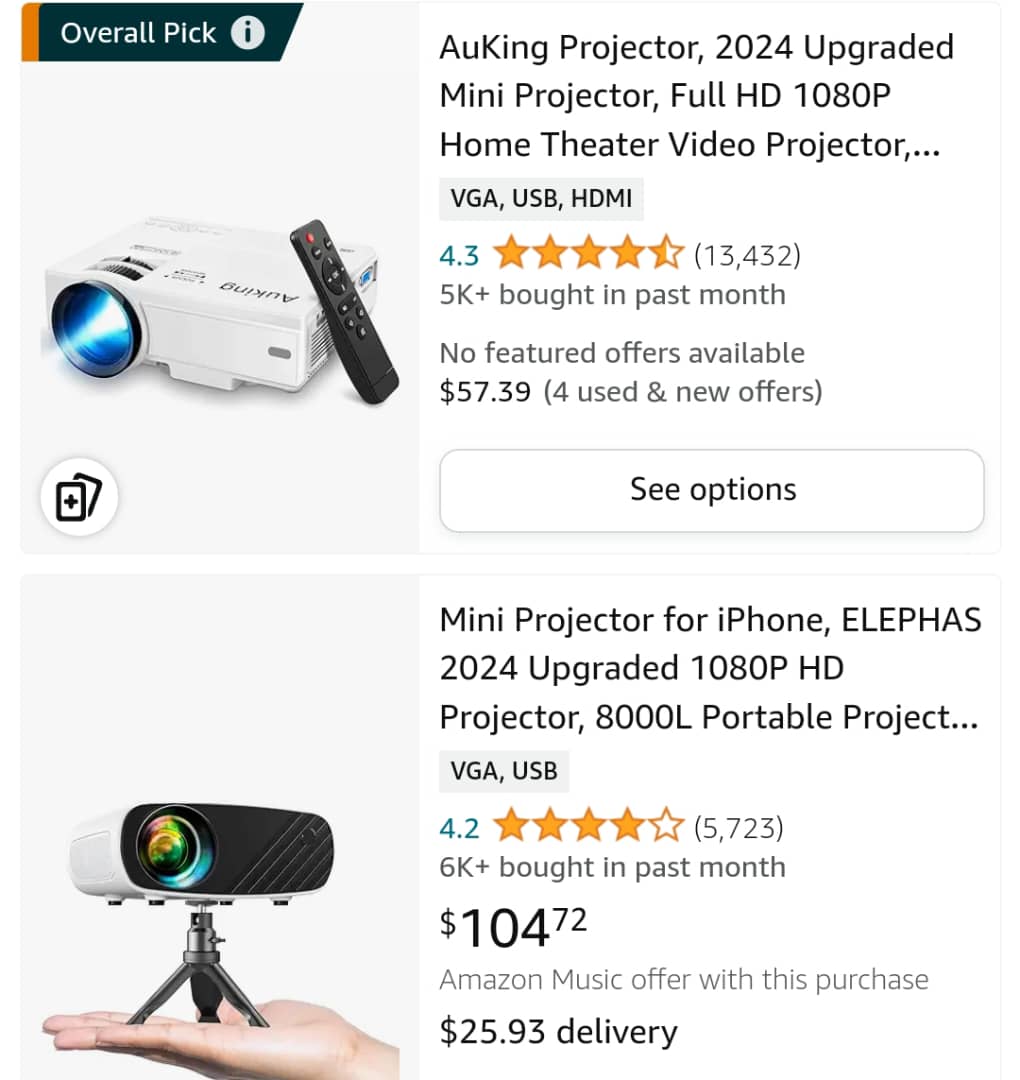 Overall Pick
AuKing Projector, 2024 Upgraded
Mini Projector, Full HD 1080P
Home Theater Video Projector,...
VGA, USB, HDMI
4.3 (13,432)
5K+ bought in past month
No featured offers available
$57.39 (4 used & new offers)
See options
AuKing
Mini Projector for iPhone, ELEPHAS
2024 Upgraded 1080P HD
Projector, 8000L Portable Project...
VGA, USB
4.2 (5,723)
6K+ bought in past month
$104.72
Amazon Music offer with this purchase
$25.93 delivery